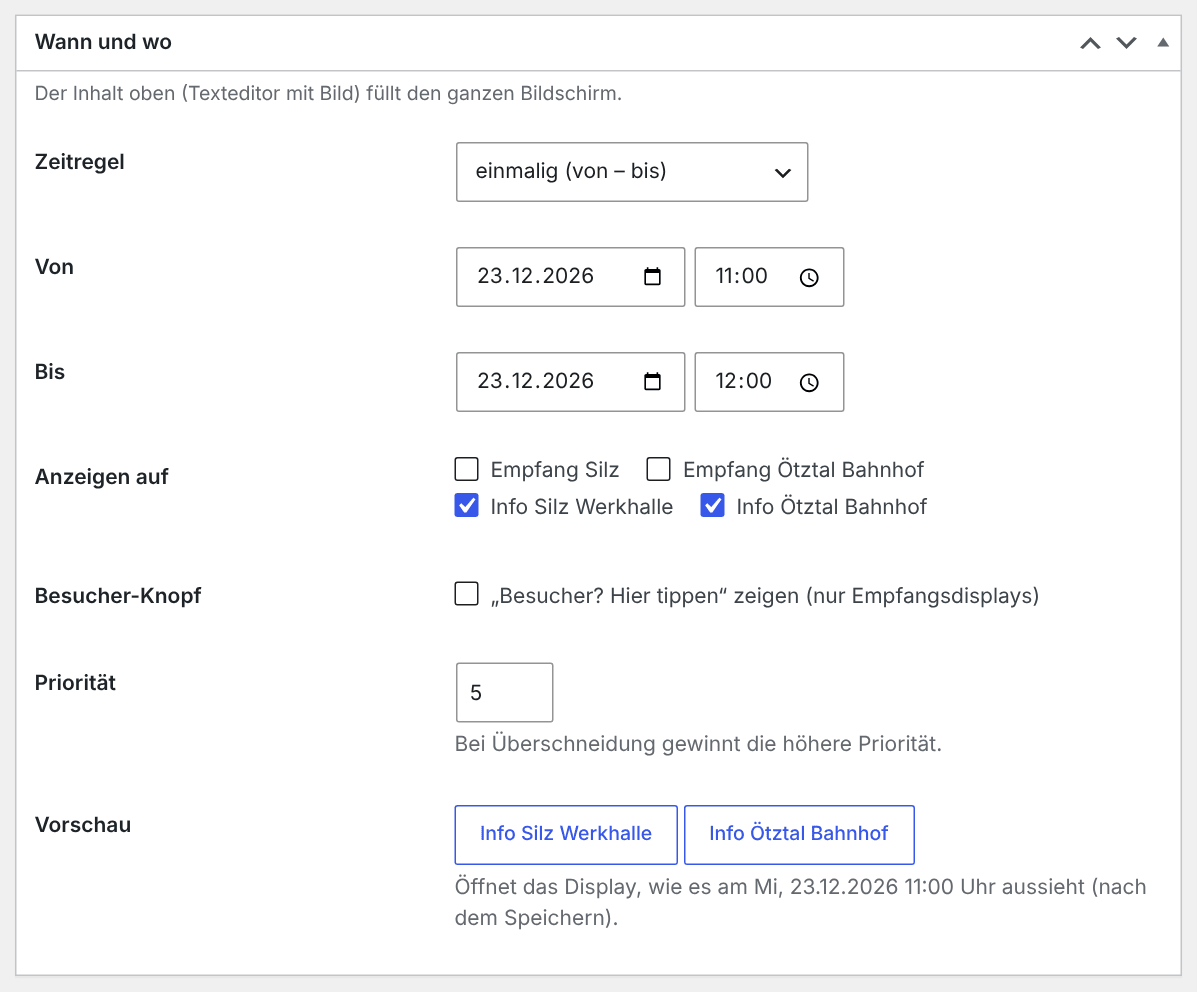 Wann und wo
Der Inhalt oben (Texteditor mit Bild) füllt den ganzen Bildschirm.
Zeitregel
einmalig (von – bis)
Von
23.12.2026
11:00
Bis
23.12.2026
12:00
Anzeigen auf
Empfang Silz
Empfang Ötztal Bahnhof
Info Silz Werkhalle
Info Ötztal Bahnhof
Besucher-Knopf
„Besucher? Hier tippen“ zeigen (nur Empfangsdisplays)
Priorität
5
Bei Überschneidung gewinnt die höhere Priorität.
Vorschau
Info Silz Werkhalle
Info Ötztal Bahnhof
Öffnet das Display, wie es am Mi, 23.12.2026 11:00 Uhr aussieht (nach
dem Speichern).